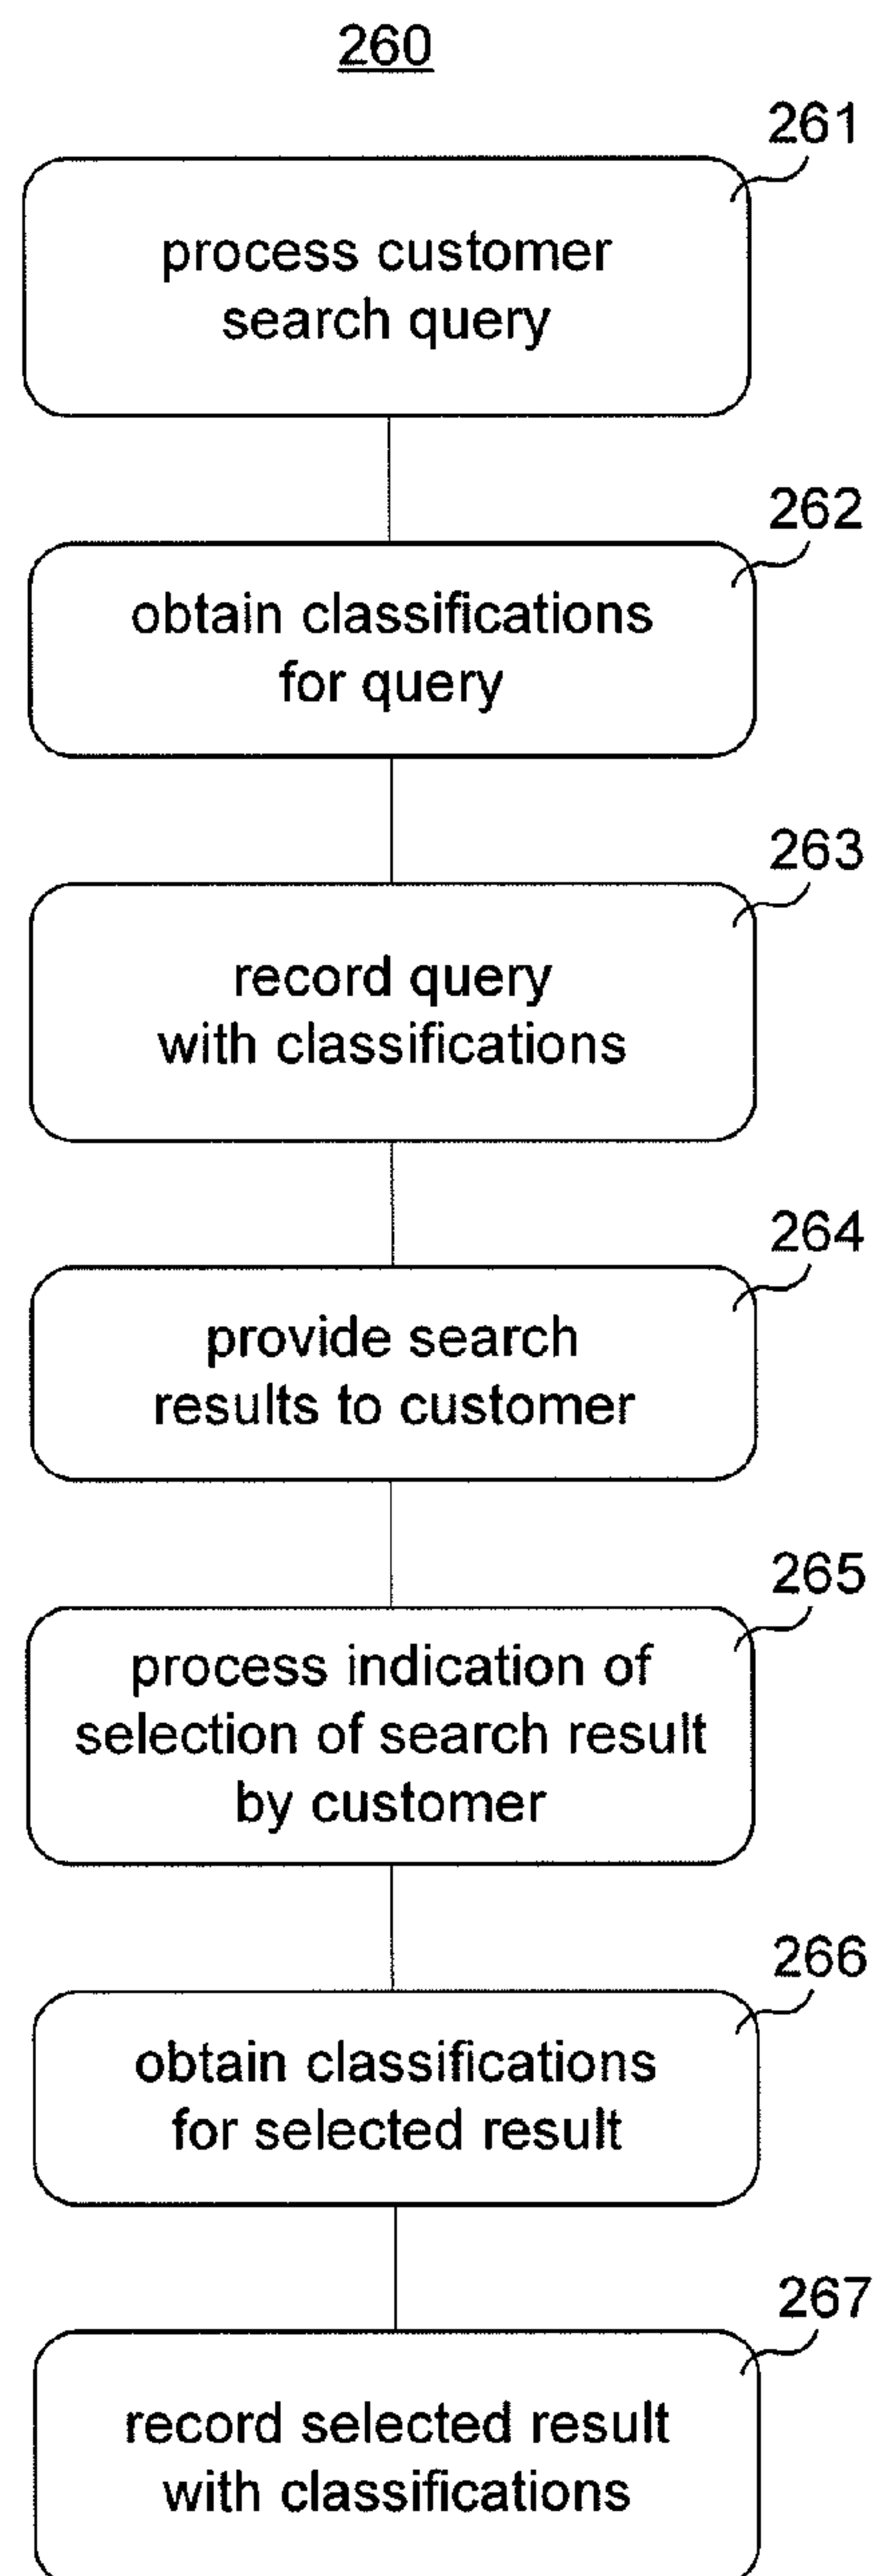 260
261
process customer
search query
262
obtain classifications
for query
263
record query
with classifications
264
provide search
results to customer
265
process indication of
selection of search result
by customer
266
obtain classifications
for selected result
267
record selected result
with classifications